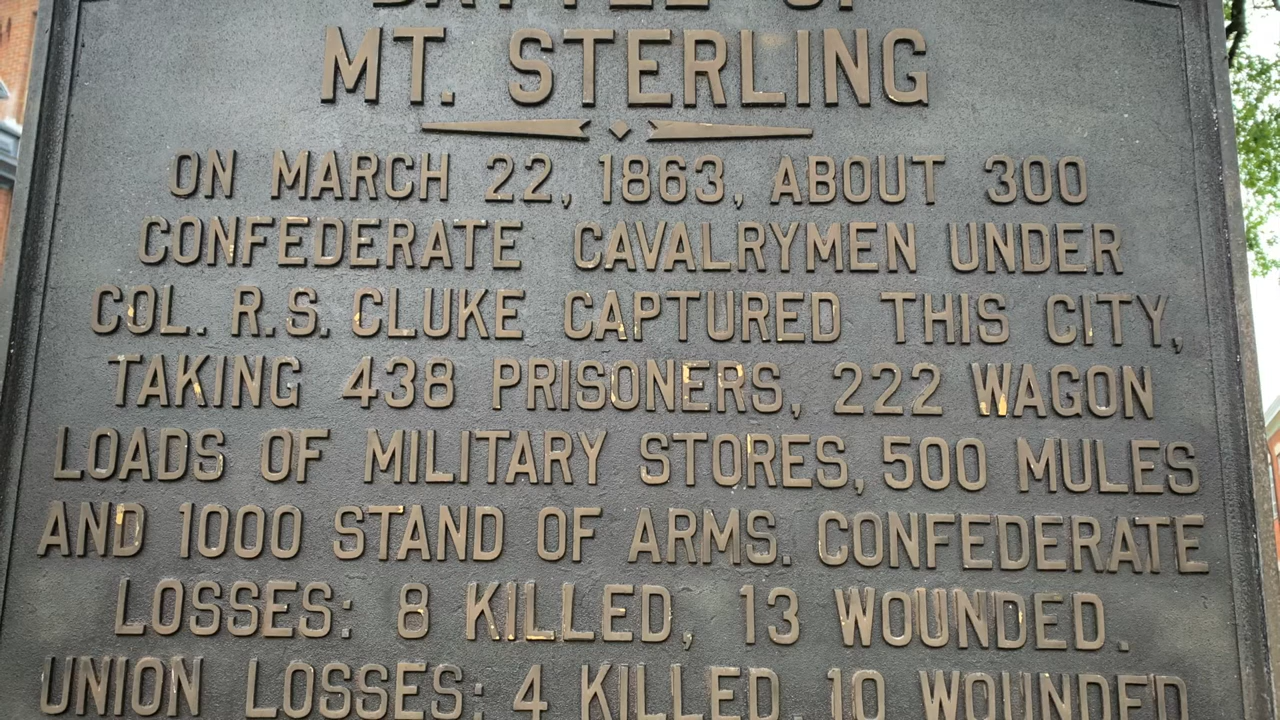 BATTLE OF
MT. STERLING
ON MARCH 22, 1863, ABOUT 300
CONFEDERATE CAVALRYMEN UNDER
COL. R.S. CLUKE CAPTURED THIS CITY,
TAKING 438 PRISONERS, 222 WAGON
LOADS OF MILITARY STORES, 500 MULES
AND 1000 STAND OF ARMS. CONFEDERATE
LOSSES: 8 KILLED, 13 WOUNDED.
UNION LOSSES: 4 KILLED, 10 WOUNDED